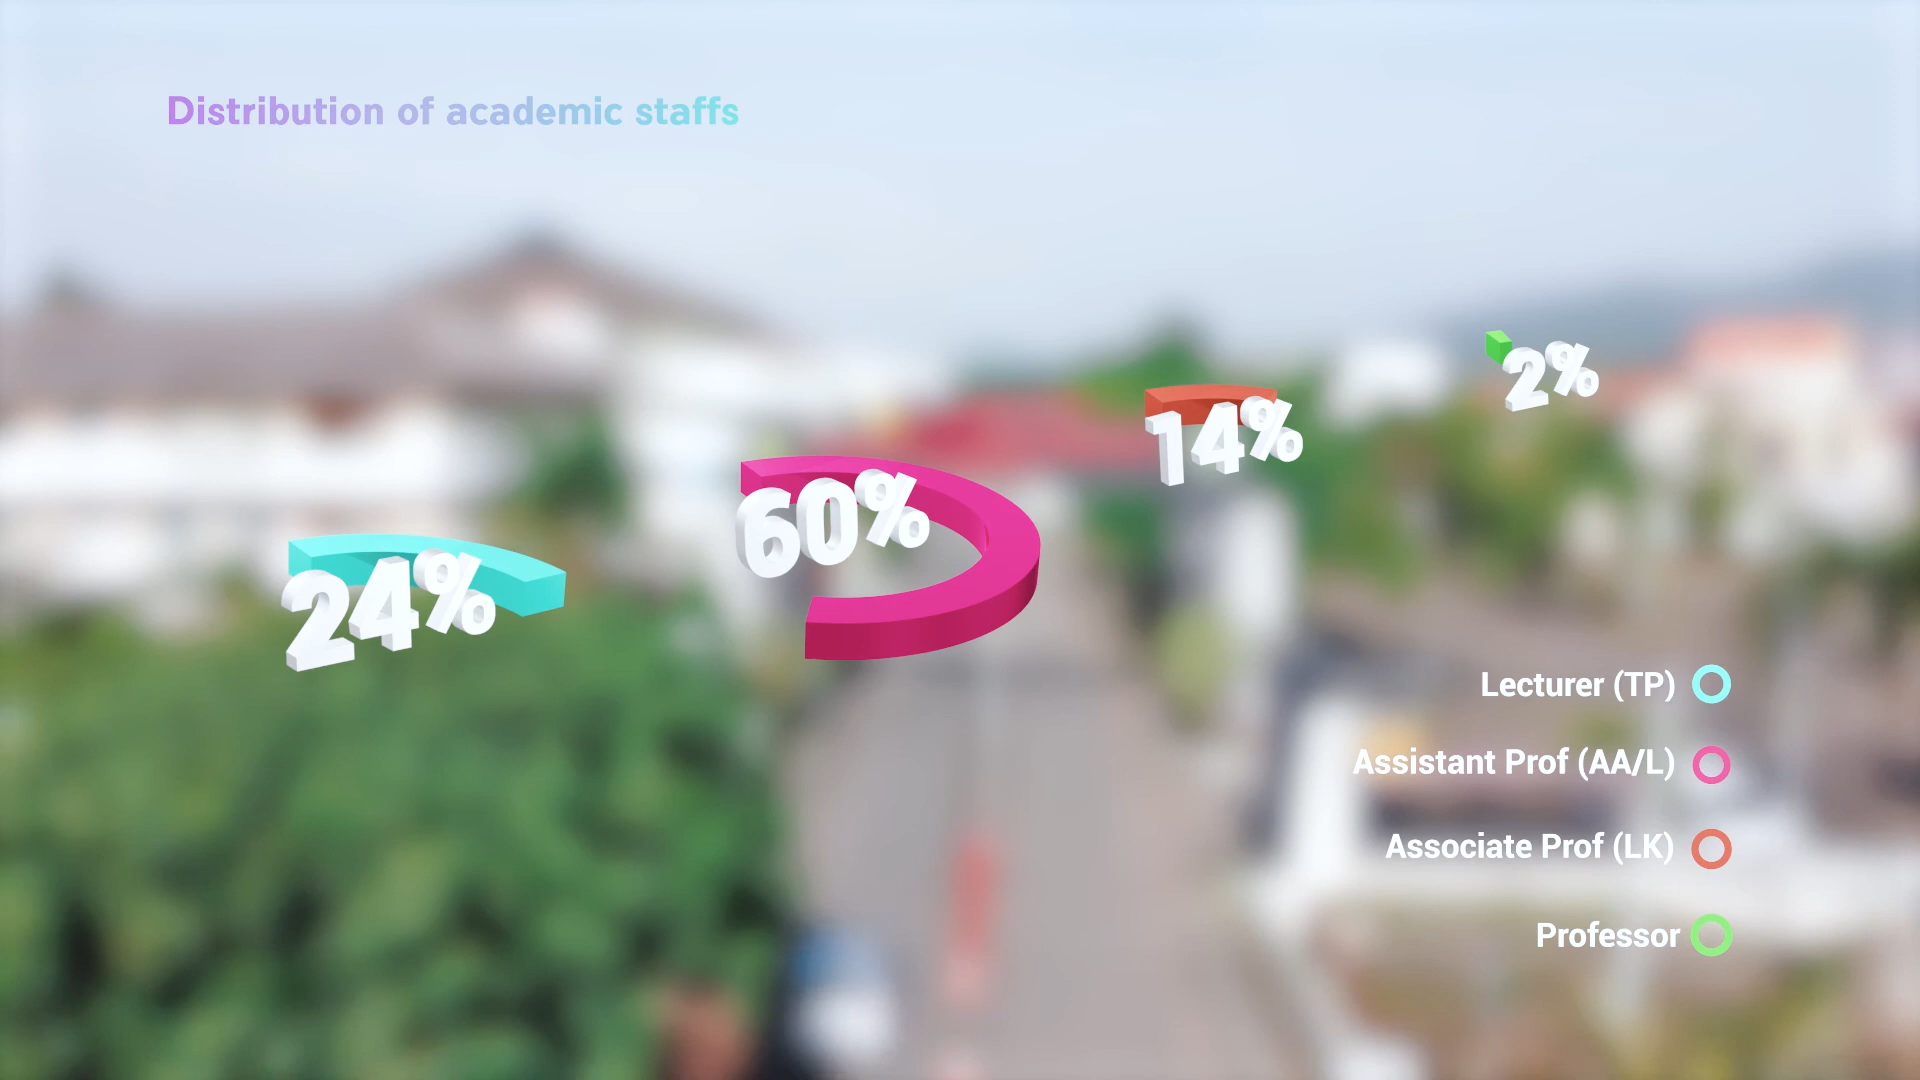 Distribution of academic staffs
24%
60%
14%
2%
Lecturer (TP)
Assistant Prof (AA/L)
Associate Prof (LK)
Professor